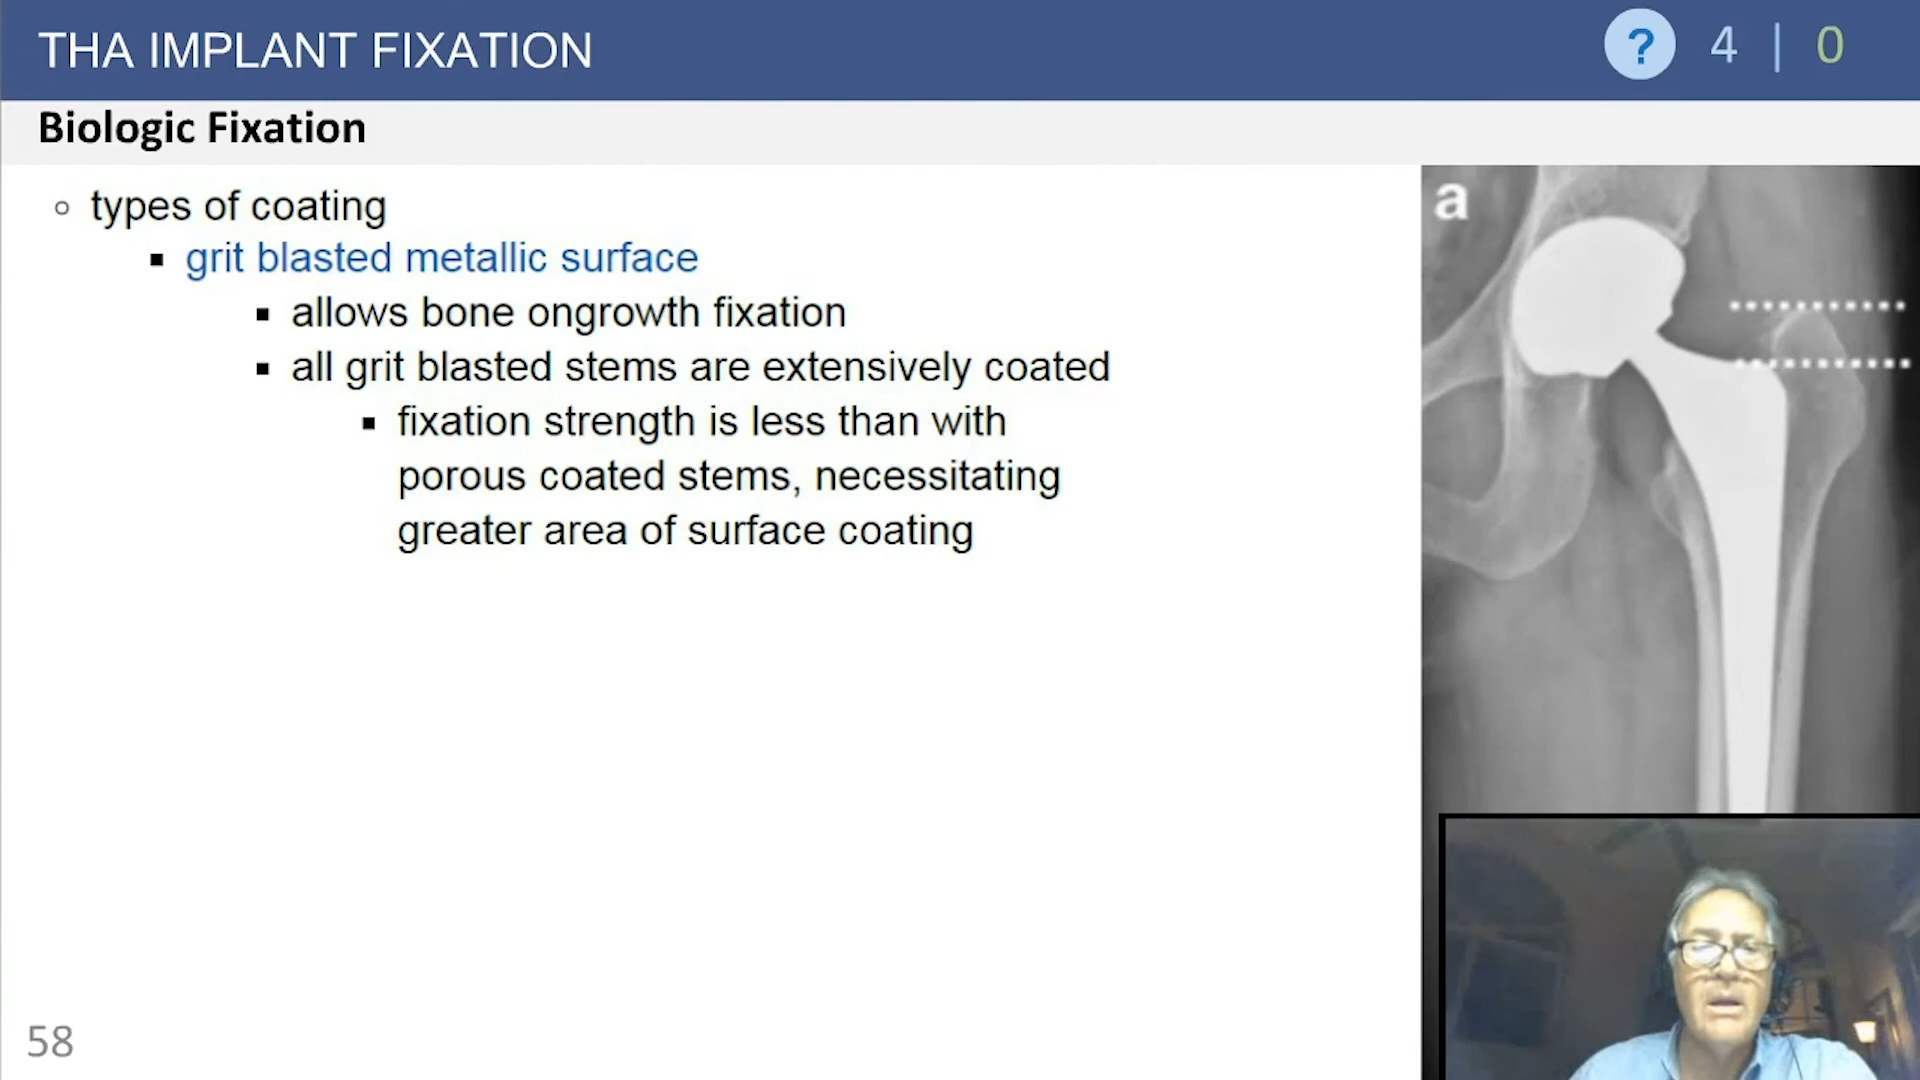 THA IMPLANT FIXATION
? 4 | 0
Biologic Fixation
types of coating
grit blasted metallic surface
allows bone ongrowth fixation
all grit blasted stems are extensively coated
fixation strength is less than with
porous coated stems, necessitating
greater area of surface coating
a
58